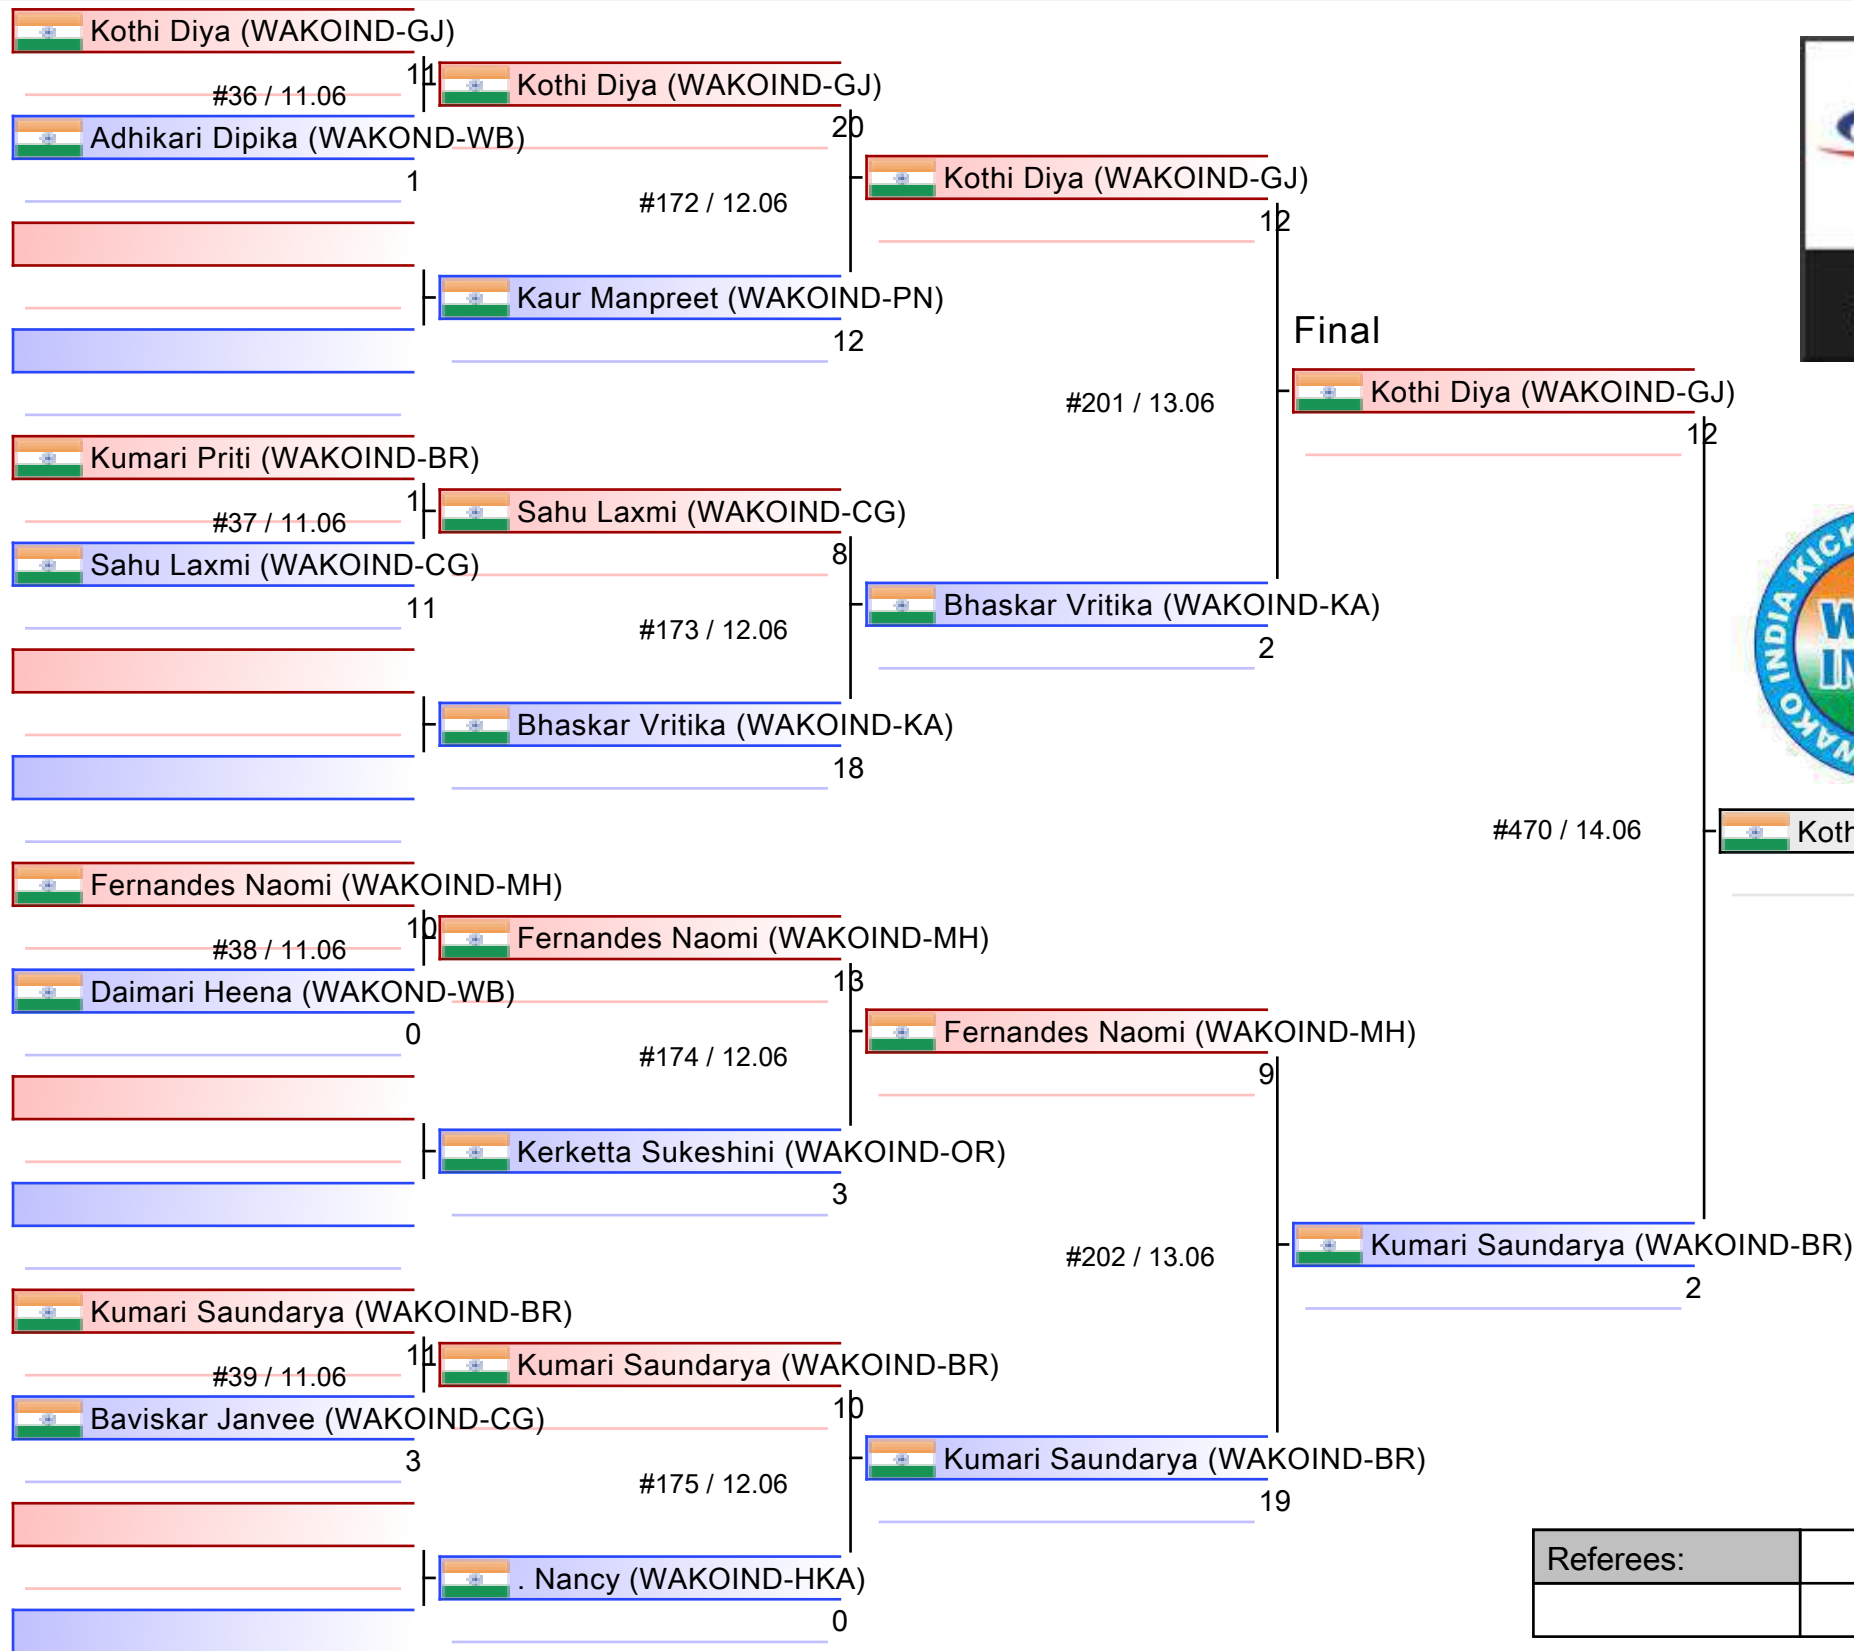 Kothi Diya (WAKOIND-GJ)
11
#36 / 11.06
Adhikari Dipika (WAKOND-WB)
1
Kumari Priti (WAKOIND-BR)
1
#37 / 11.06
Sahu Laxmi (WAKOIND-CG)
11
Fernandes Naomi (WAKOIND-MH)
10
#38 / 11.06
Daimari Heena (WAKOND-WB)
0
Kumari Saundarya (WAKOIND-BR)
11
#39 / 11.06
Baviskar Janvee (WAKOIND-CG)
3
Kothi Diya (WAKOIND-GJ)
20
#172 / 12.06
Kaur Manpreet (WAKOIND-PN)
12
Sahu Laxmi (WAKOIND-CG)
8
#173 / 12.06
Bhaskar Vritika (WAKOIND-KA)
18
Fernandes Naomi (WAKOIND-MH)
13
#174 / 12.06
Kerketta Sukeshini (WAKOIND-OR)
3
Kumari Saundarya (WAKOIND-BR)
10
#175 / 12.06
. Nancy (WAKOIND-HKA)
0
Kothi Diya (WAKOIND-GJ)
12
#201 / 13.06
Bhaskar Vritika (WAKOIND-KA)
2
Fernandes Naomi (WAKOIND-MH)
9
#202 / 13.06
Kumari Saundarya (WAKOIND-BR)
19
Final
Kothi Diya (WAKOIND-GJ)
12
#470 / 14.06
Kumari Saundarya (WAKOIND-BR)
2
WAKO INDIA KICK
Koth
Referees: